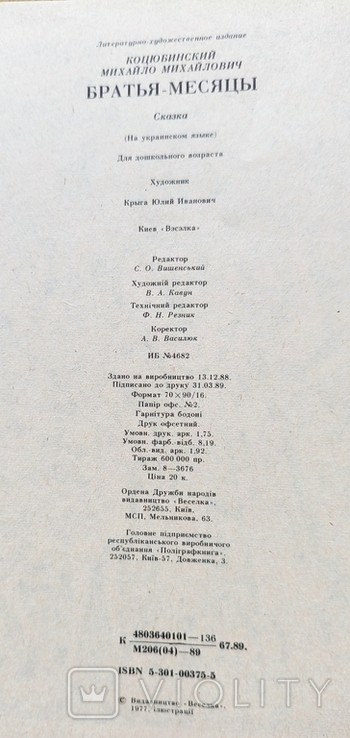 Литературно-художественное издание
КОЦЮБИНСКИЙ
МИХАЙЛО МИХАЙЛОВИЧ
БРАТЬЯ-МЕСЯЦЫ
Сказка
(На украинском языке)
Для дошкольного возраста
Художник
Крыга Юлий Иванович
Киев «Вэсэлка»
Редактор
С. О. Вишенський
Художній редактор
В. А. Кавун
Технічний редактор
Ф. Н. Резник
Коректор
А. В. Василюк
ИБ №4682
Здано на виробництво 13.12.88.
Підписано до друку 31.03.89.
Формат 70×90/16.
Папір офс. №2.
Гарнітура бодоні
Друк офсетний.
Умовн. друк. арк. 1,75.
Умовн. фарб.-відб. 8,19.
Обл.-вид. арк. 1,92.
Тираж 600 000 пр.
Зам. 8—3676
Ціна 20 к.
Ордена Дружби народів
видавництво «Веселка»,
252655, Київ,
МСП, Мельникова, 63.
Головне підприємство
республіканського виробничого
об'єднання «Поліграфкнига».
252057, Київ-57, Довженка, 3.
К 4803640101—136
М206(04)—89 67.89.
ISBN 5-301-00375-5
© Видавництво «Веселка»,
1977, ілюстрації
VIOLITY